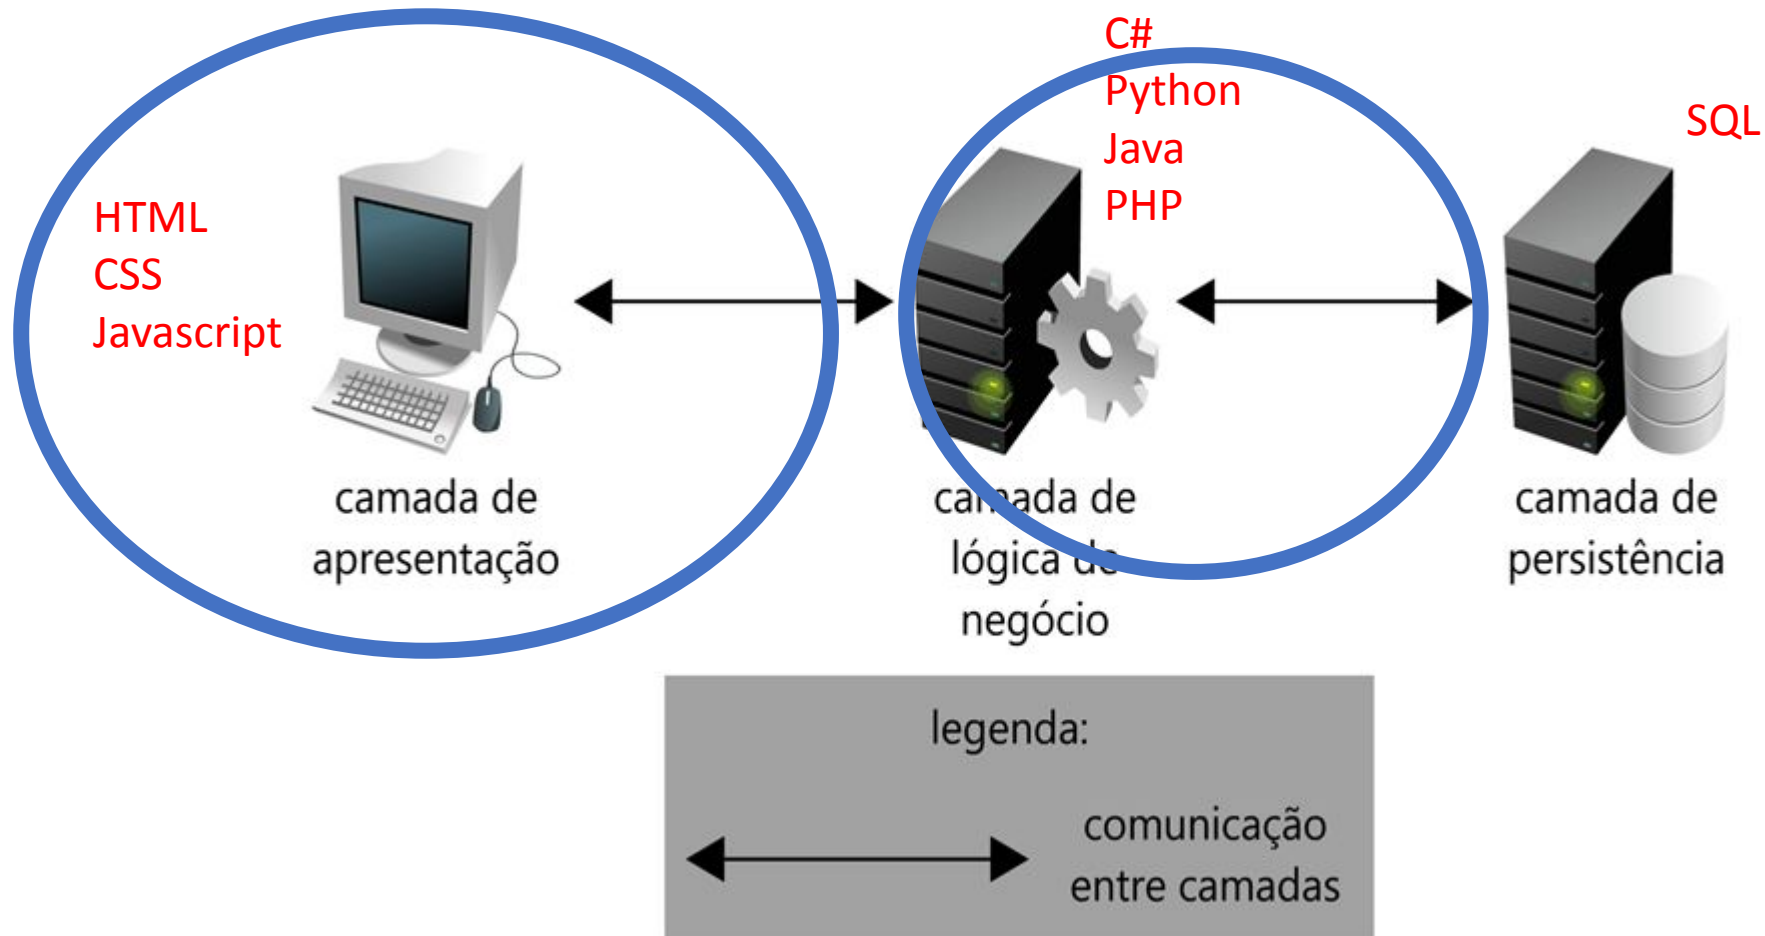 HTML
CSS
Javascript
C#
Python
Java
PHP
SQL
camada de
apresentação
camada de
lógica de
negócio
camada de
persistência
legenda:
comunicação
entre camadas